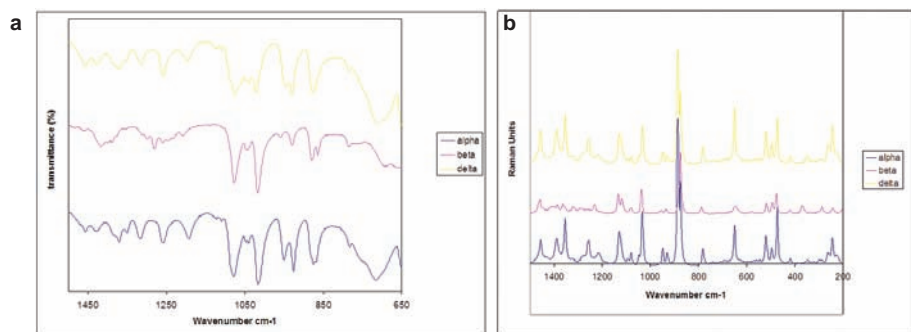 a
transmittance (%)
1450 1250 1050 850 650
Wavenumber cm-1
alpha
beta
delta
b
Raman Units
1400 1200 1000 800 600 400 200
Wavenumber cm-1
alpha
beta
delta